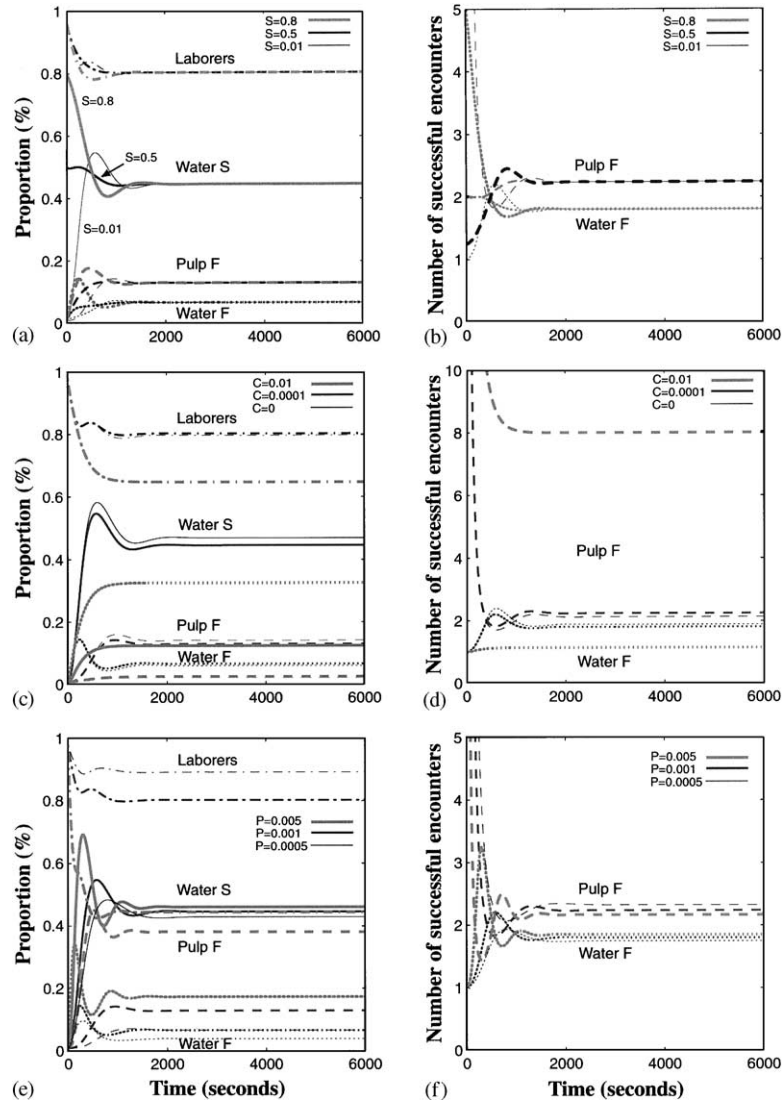 S=0.8
S=0.5
S=0.01
1
0.8
0.6
0.4
0.2
0
0 2000 4000 6000
Proportion (%)
Laborers
S=0.8
S=0.5
S=0.01
Water S
Pulp F
Water F
(a)
S=0.8
S=0.5
S=0.01
5
4
3
2
1
0 2000 4000 6000
Number of successful encounters
Pulp F
Water F
(b)
C=0.01
C=0.0001
C=0
1
0.8
0.6
0.4
0.2
0
0 2000 4000 6000
Proportion (%)
Laborers
Water S
Pulp F
Water F
(c)
C=0.01
C=0.0001
C=0
10
8
6
4
2
0
0 2000 4000 6000
Number of successful encounters
Pulp F
Water F
(d)
1
0.8
0.6
0.4
0.2
0
0 2000 4000 6000
Proportion (%)
Laborers
P=0.005
P=0.001
P=0.0005
Water S
Pulp F
Water F
(e)
Time (seconds)
P=0.005
P=0.001
P=0.0005
5
4
3
2
1
0 2000 4000 6000
Number of successful encounters
Pulp F
Water F
(f)
Time (seconds)